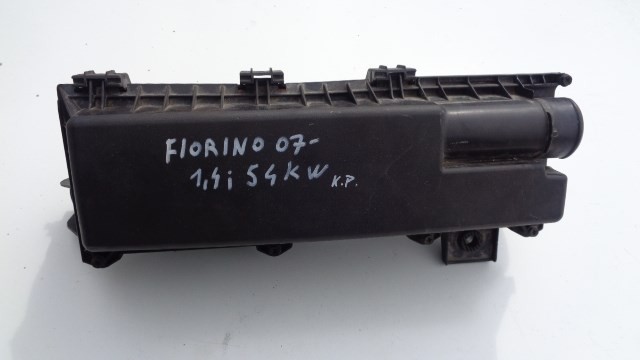 FIORINO 07-
1,4i 54KW K.P.